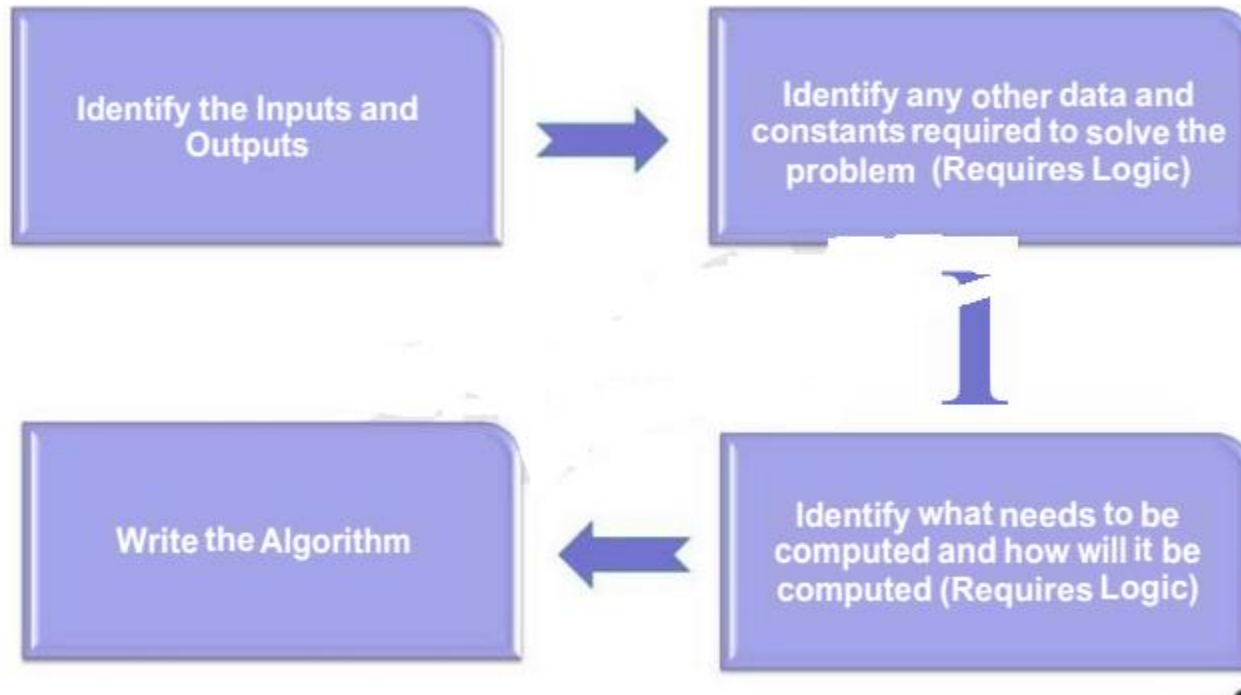 Identify the Inputs and
Outputs
Identify any other data and
constants required to solve the
problem (Requires Logic)
Identify what needs to be
computed and how will it be
computed (Requires Logic)
Write the Algorithm